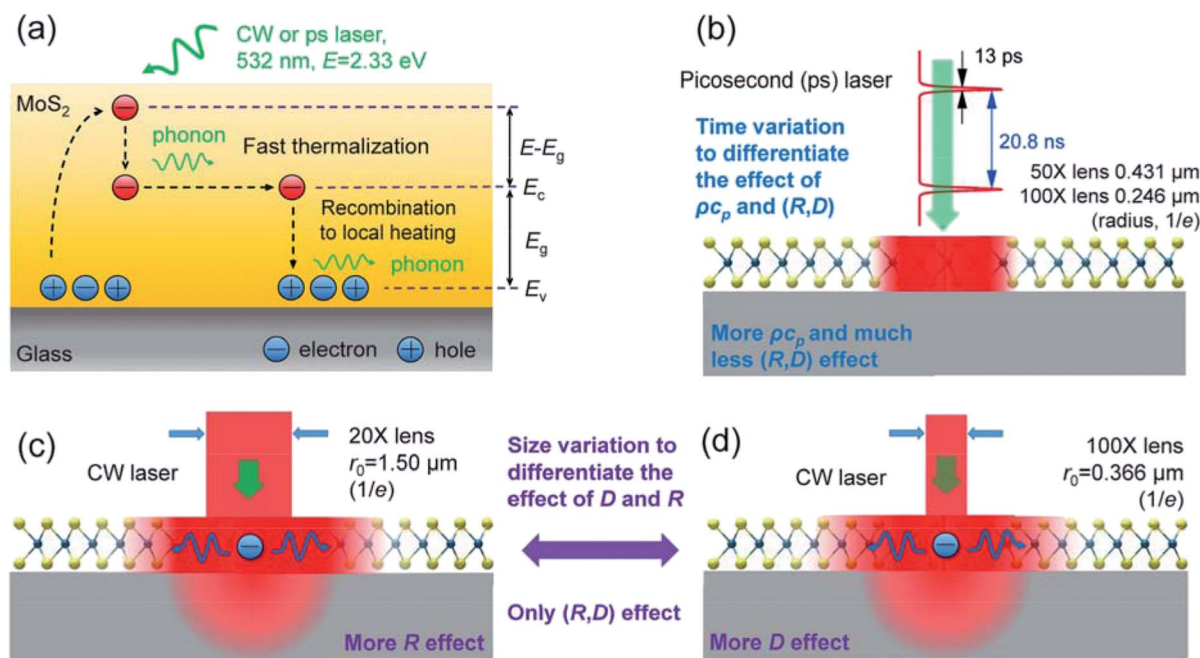 (a)
CW or ps laser,
532 nm, E=2.33 eV
MoS2
phonon
Fast thermalization
E-Eg
Ec
Recombination
to local heating
phonon
Eg
Ev
Glass
electron
hole
(b)
Picosecond (ps) laser
13 ps
Time variation
to differentiate
the effect of
ρcp and (R,D)
20.8 ns
50X lens 0.431 μm
100X lens 0.246 μm
(radius, 1/e)
More ρcp and much
less (R,D) effect
(c)
CW laser
20X lens
r0=1.50 μm
(1/e)
More R effect
Size variation to
differentiate the
effect of D and R
Only (R,D) effect
(d)
CW laser
100X lens
r0=0.366 μm
(1/e)
More D effect